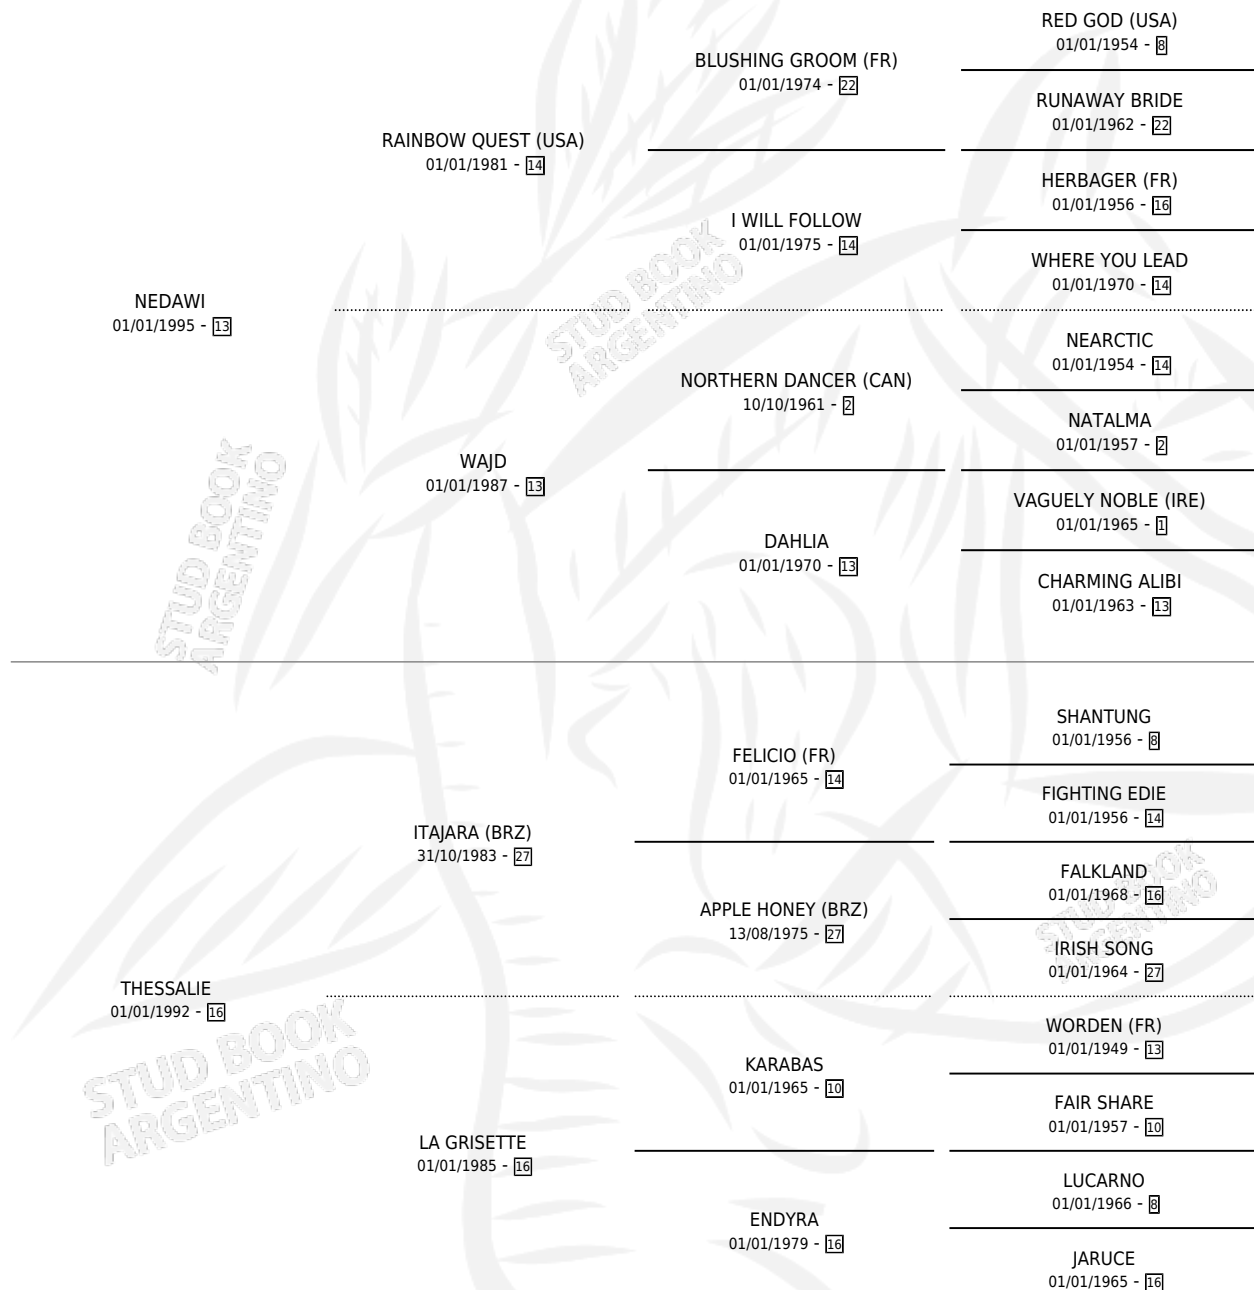 RED GOD (USA)
01/01/1954 - 8
BLUSHING GROOM (FR)
01/01/1974 - 22
RUNAWAY BRIDE
01/01/1962 - 22
RAINBOW QUEST (USA)
01/01/1981 - 14
HERBAGER (FR)
01/01/1956 - 16
I WILL FOLLOW
01/01/1975 - 14
WHERE YOU LEAD
01/01/1970 - 14
NEDAWI
01/01/1995 - 13
NEARCTIC
01/01/1954 - 14
NORTHERN DANCER (CAN)
10/10/1961 - 2
NATALMA
01/01/1957 - 2
WAJD
01/01/1987 - 13
VAGUELY NOBLE (IRE)
01/01/1965 - 1
DAHLIA
01/01/1970 - 13
CHARMING ALIBI
01/01/1963 - 13
SHANTUNG
01/01/1956 - 8
FELICIO (FR)
01/01/1965 - 14
FIGHTING EDIE
01/01/1956 - 14
ITAJARA (BRZ)
31/10/1983 - 27
FALKLAND
01/01/1968 - 16
APPLE HONEY (BRZ)
13/08/1975 - 27
IRISH SONG
01/01/1964 - 27
THESSALIE
01/01/1992 - 16
WORDEN (FR)
01/01/1949 - 13
KARABAS
01/01/1965 - 10
FAIR SHARE
01/01/1957 - 10
LA GRISETTE
01/01/1985 - 16
LUCARNO
01/01/1966 - 8
ENDYRA
01/01/1979 - 16
JARUCE
01/01/1965 - 16
STUD BOOK
ARGENTINO
STUD BOOK
ARGENTINO
STUD BOOK
ARGENTINO
STUD BOOK
ARGENTINO